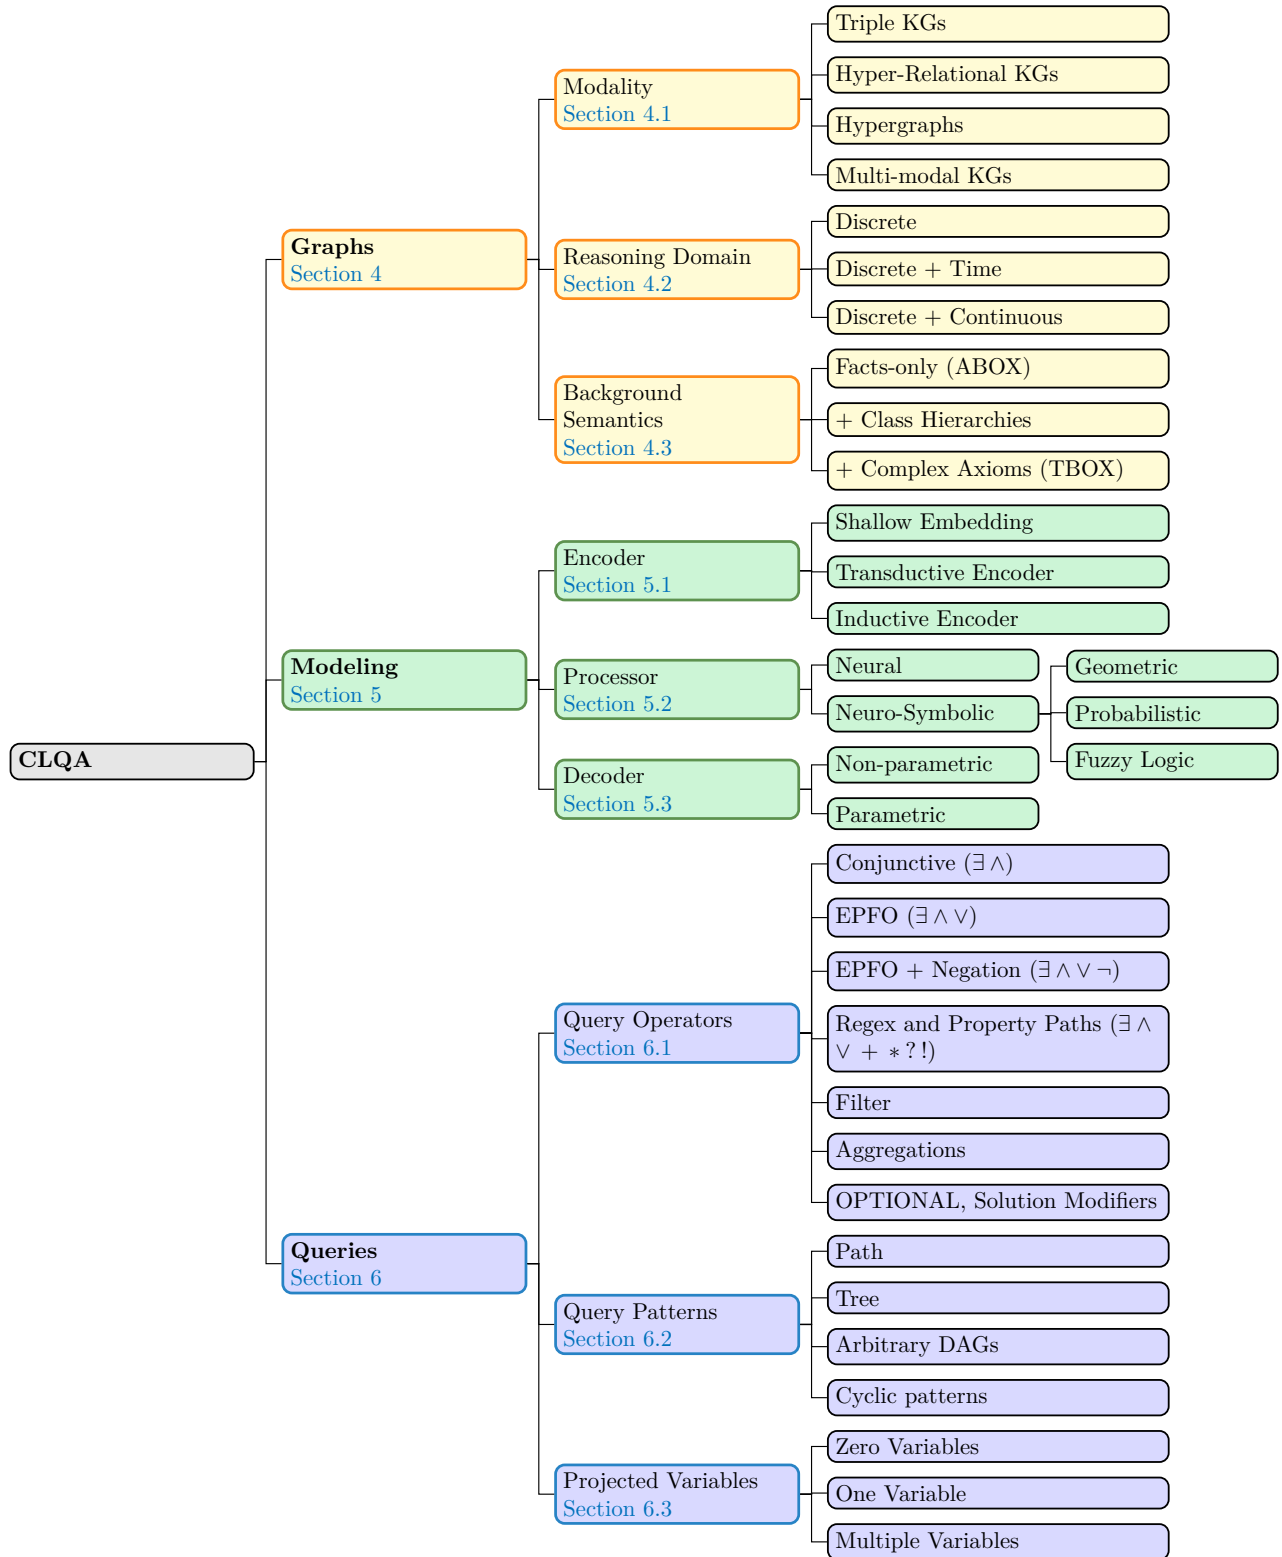 CLQA
Graphs
Section 4
Modality
Section 4.1
Triple KGs
Hyper-Relational KGs
Hypergraphs
Multi-modal KGs
Reasoning Domain
Section 4.2
Discrete
Discrete + Time
Discrete + Continuous
Background
Semantics
Section 4.3
Facts-only (ABOX)
+ Class Hierarchies
+ Complex Axioms (TBOX)
Modeling
Section 5
Encoder
Section 5.1
Shallow Embedding
Transductive Encoder
Inductive Encoder
Processor
Section 5.2
Neural
Neuro-Symbolic
Geometric
Probabilistic
Fuzzy Logic
Decoder
Section 5.3
Non-parametric
Parametric
Queries
Section 6
Query Operators
Section 6.1
Conjunctive (∃ ∧)
EPFO (∃ ∧ ∨)
EPFO + Negation (∃ ∧ ∨ ¬)
Regex and Property Paths (∃ ∧
∨ + ∗ ? !)
Filter
Aggregations
OPTIONAL, Solution Modifiers
Query Patterns
Section 6.2
Path
Tree
Arbitrary DAGs
Cyclic patterns
Projected Variables
Section 6.3
Zero Variables
One Variable
Multiple Variables